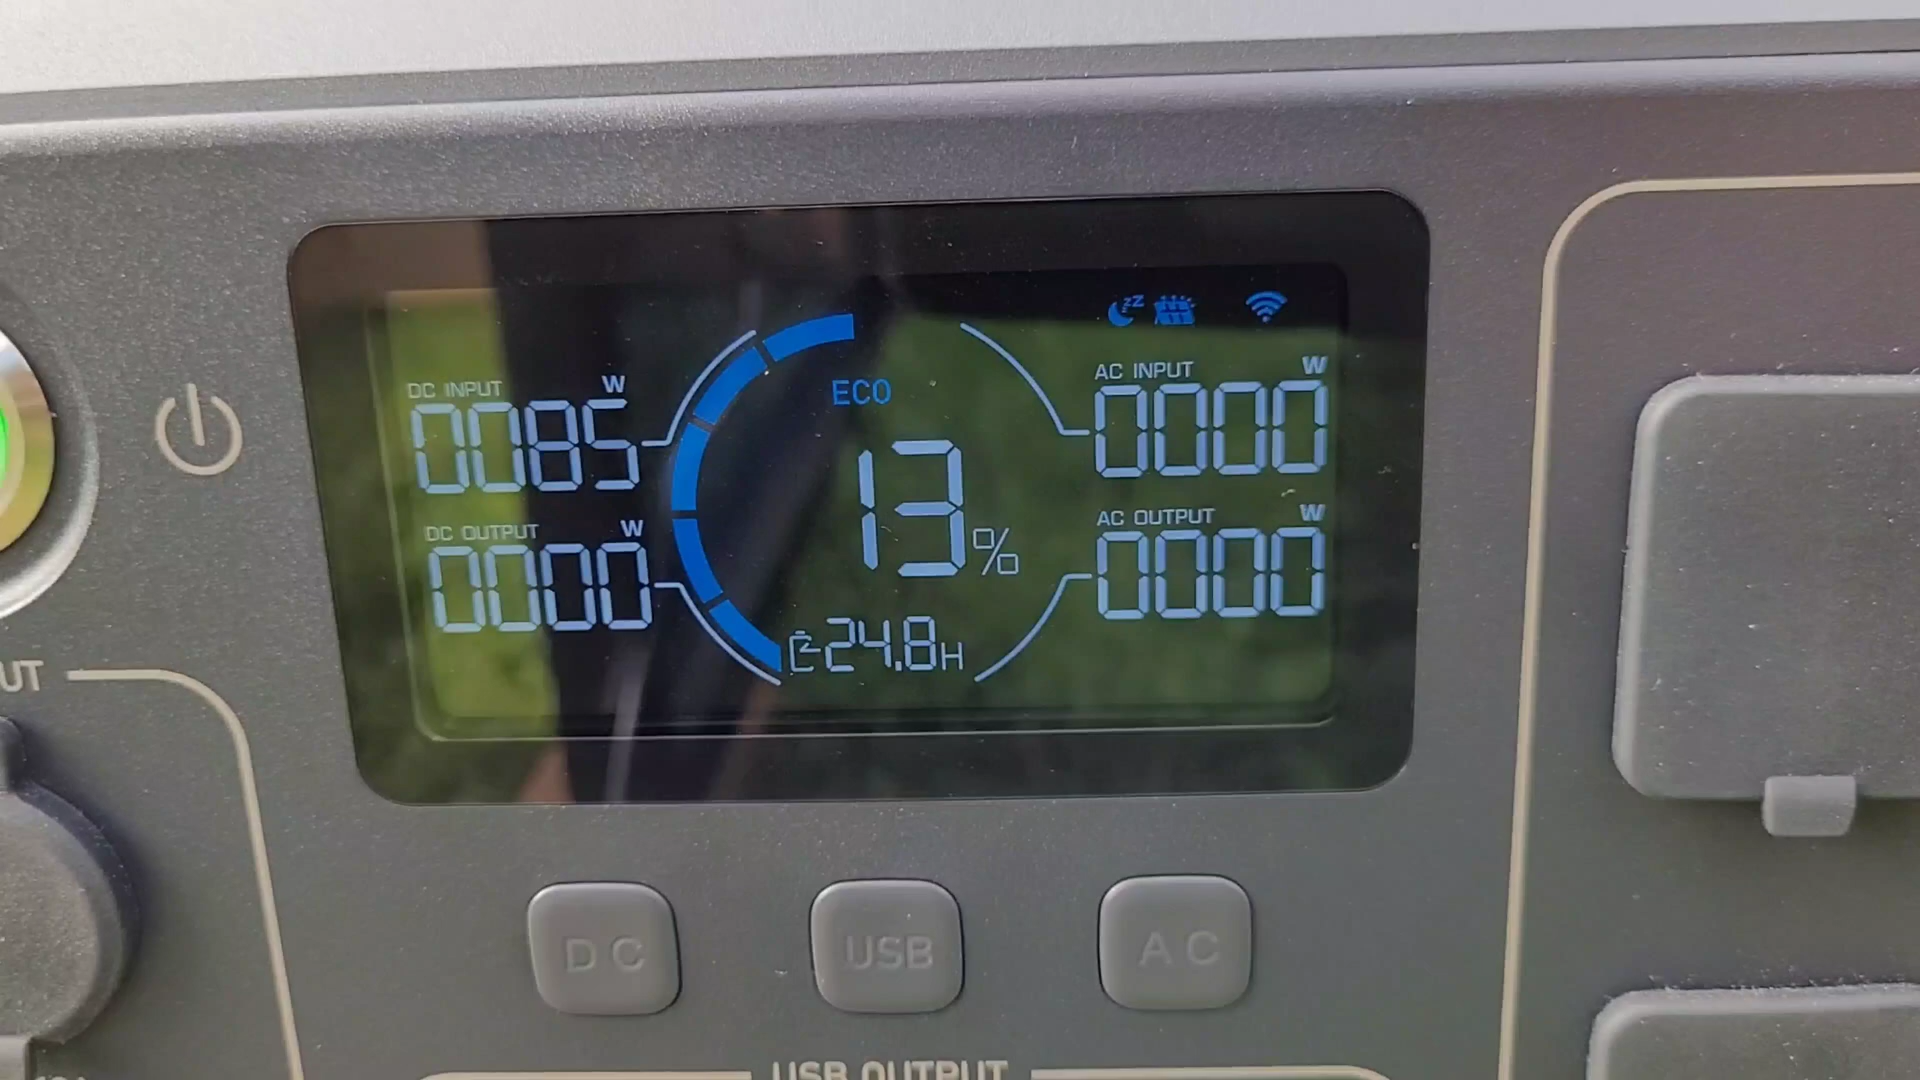 zZ
DC INPUT W
0085
DC OUTPUT W
0000
ECO
13%
24.8H
AC INPUT W
0000
AC OUTPUT W
0000
UT
DC
USB
AC
USB OUTPUT